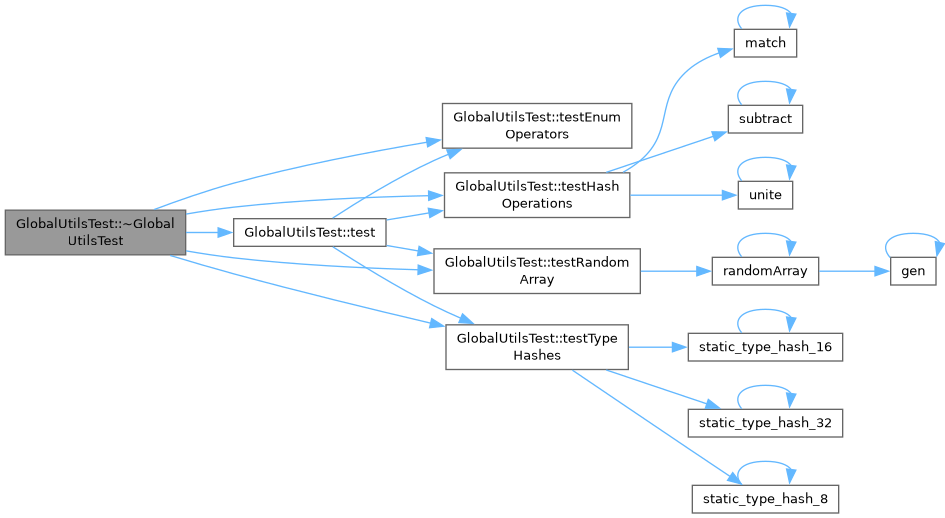 GlobalUtilsTest::~Global
UtilsTest
GlobalUtilsTest::test
GlobalUtilsTest::testEnum
Operators
GlobalUtilsTest::testHash
Operations
GlobalUtilsTest::testRandom
Array
GlobalUtilsTest::testType
Hashes
match
subtract
unite
randomArray
gen
static_type_hash_16
static_type_hash_32
static_type_hash_8